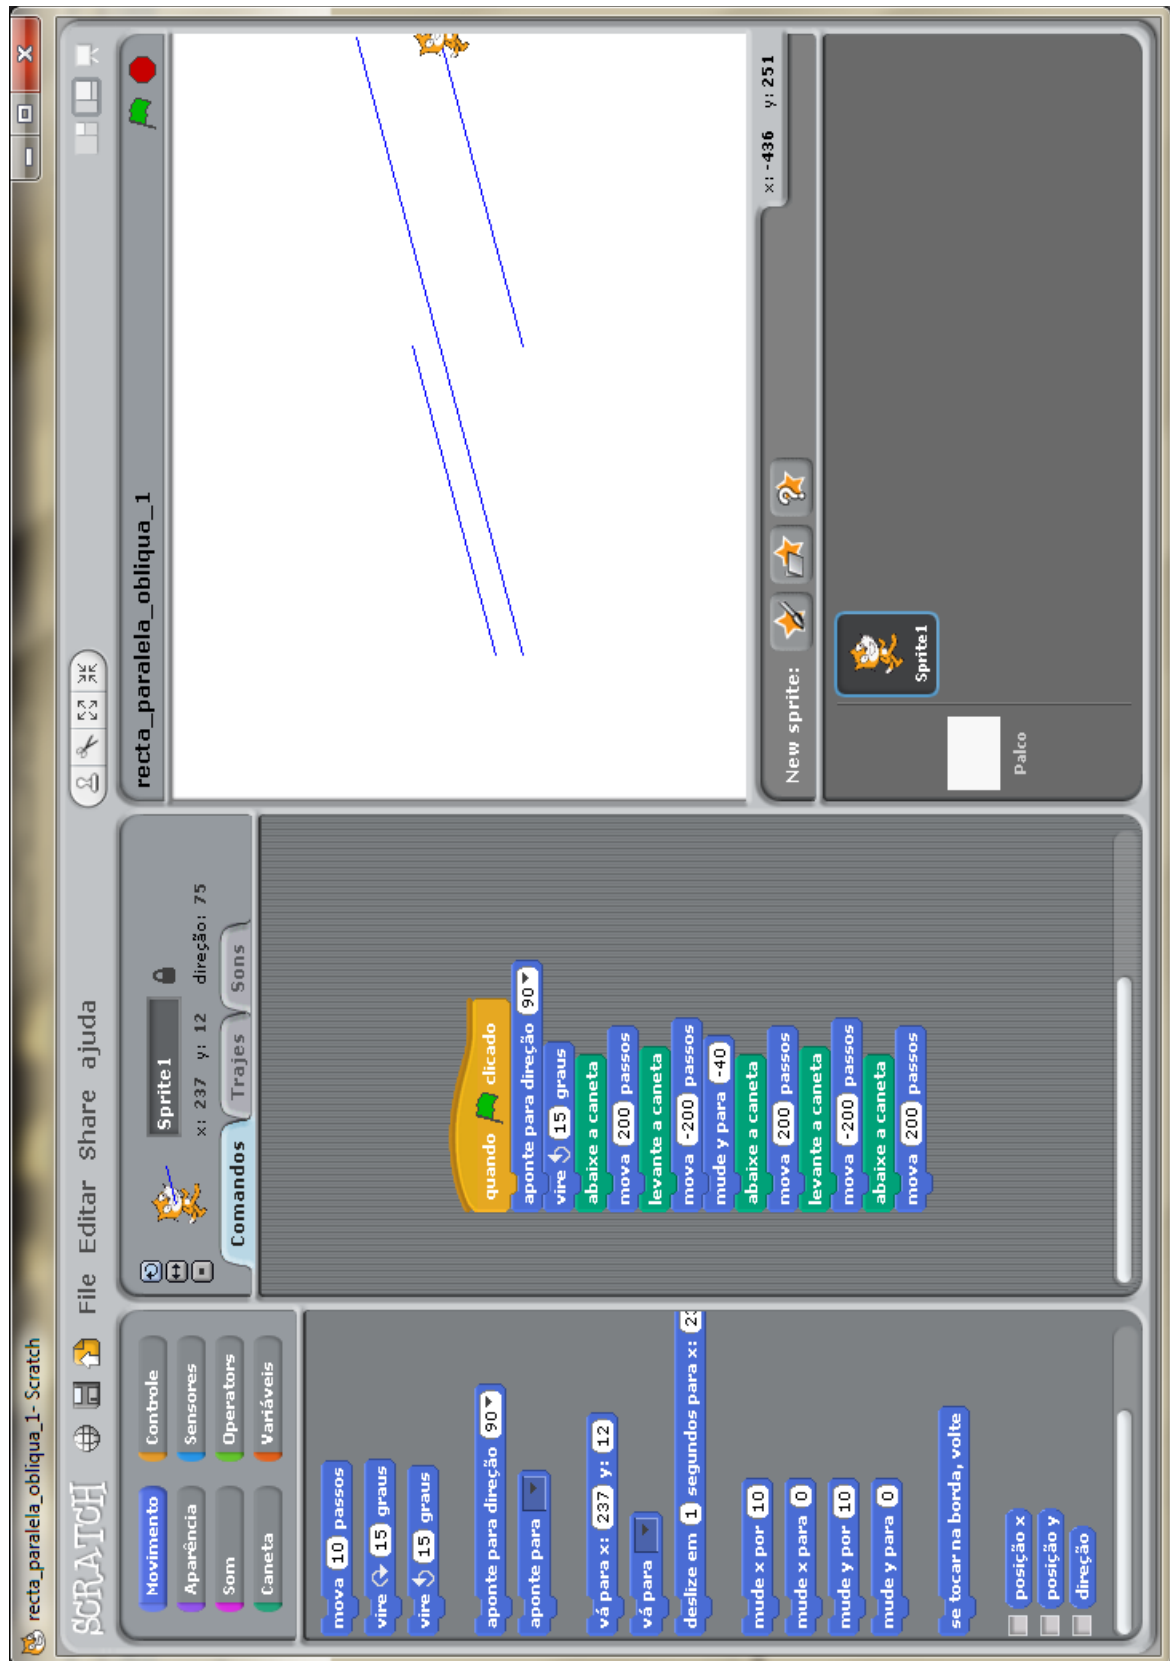 recta_paralela_obliqua_1 - Scratch
SCRATCH
File Editar Share ajuda
Movimento
Controle
Aparência
Sensores
Som
Operators
Caneta
Variáveis
mova 10 passos
vire 15 graus
vire 15 graus
aponte para direção 90
aponte para
vá para x: 237 y: 12
vá para
deslize em 1 segundos para x:
mude x por 10
mude x para 0
mude y por 10
mude y para 0
se tocar na borda, volte
posição x
posição y
direção
Sprite1
x: 237 y: 12 direção: 75
Comandos
Trajes
Sons
quando clicado
aponte para direção 90
vire 15 graus
abaixe a caneta
mova 200 passos
levante a caneta
mova -200 passos
mude y para -40
abaixe a caneta
mova 200 passos
levante a caneta
mova -200 passos
abaixe a caneta
mova 200 passos
recta_paralela_obliqua_1
x: -436 y: 251
New sprite:
Sprite1
Palco